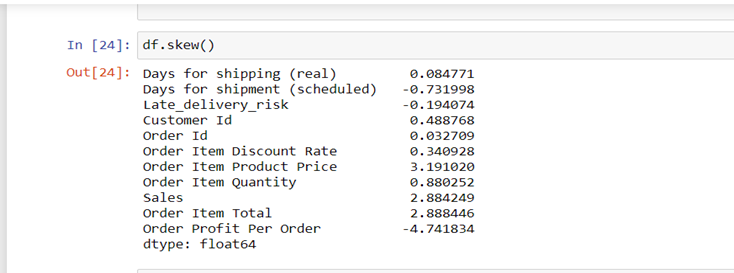 In [24]: df.skew()
Out[24]: Days for shipping (real) 0.084771
Days for shipment (scheduled) -0.731998
Late_delivery_risk -0.194074
Customer Id 0.488768
Order Id 0.032709
Order Item Discount Rate 0.340928
Order Item Product Price 3.191020
Order Item Quantity 0.880252
Sales 2.884249
Order Item Total 2.888446
Order Profit Per Order -4.741834
dtype: float64